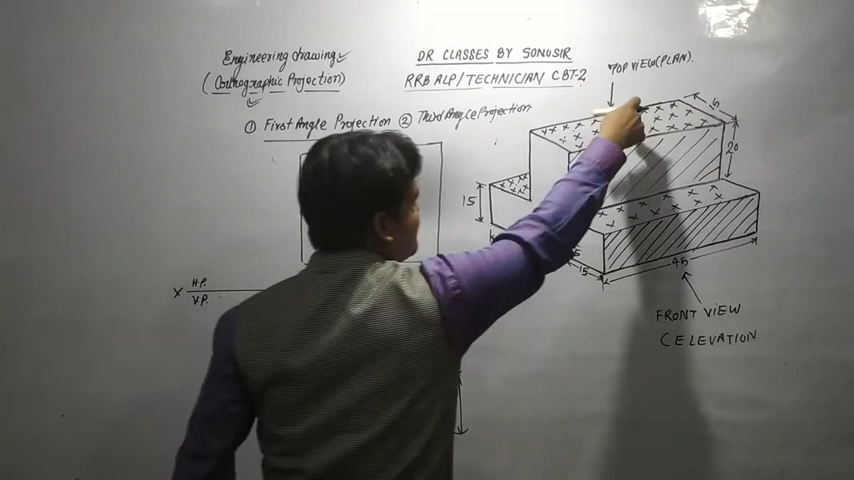 Engineering drawing
(Orthographic Projection)
DR CLASSES BY SONUSIR
RRB ALP/TECHNICIAN CBT-2
① First Angle Projection ② Third Angle Projection
TOP VIEW(PLAN).
15
20
15
45
X H.P.
V.P.
FRONT VIEW
CELEVATION